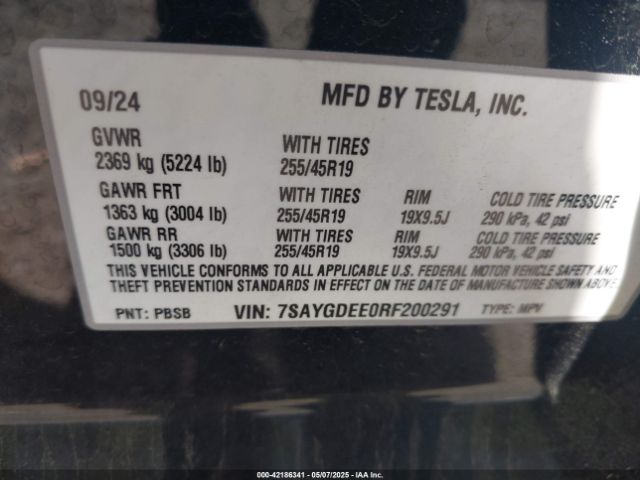 09/24 MFD BY TESLA, INC.
GVWR WITH TIRES
2369 kg (5224 lb) 255/45R19
GAWR FRT WITH TIRES RIM COLD TIRE PRESSURE
1363 kg (3004 lb) 255/45R19 19X9.5J 290 kPa, 42 psi
GAWR RR WITH TIRES RIM COLD TIRE PRESSURE
1500 kg (3306 lb) 255/45R19 19X9.5J 290 kPa, 42 psi
THIS VEHICLE CONFORMS TO ALL APPLICABLE U.S. FEDERAL MOTOR VEHICLE SAFETY AND
THEFT PREVENTION STANDARDS IN EFFECT ON THE DATE OF MANUFACTURE SHOWN ABOVE
PNT: PBSB VIN: 7SAYGDEE0RF200291 TYPE: MPV
000-42186341 - 05/07/2025 - IAA Inc.